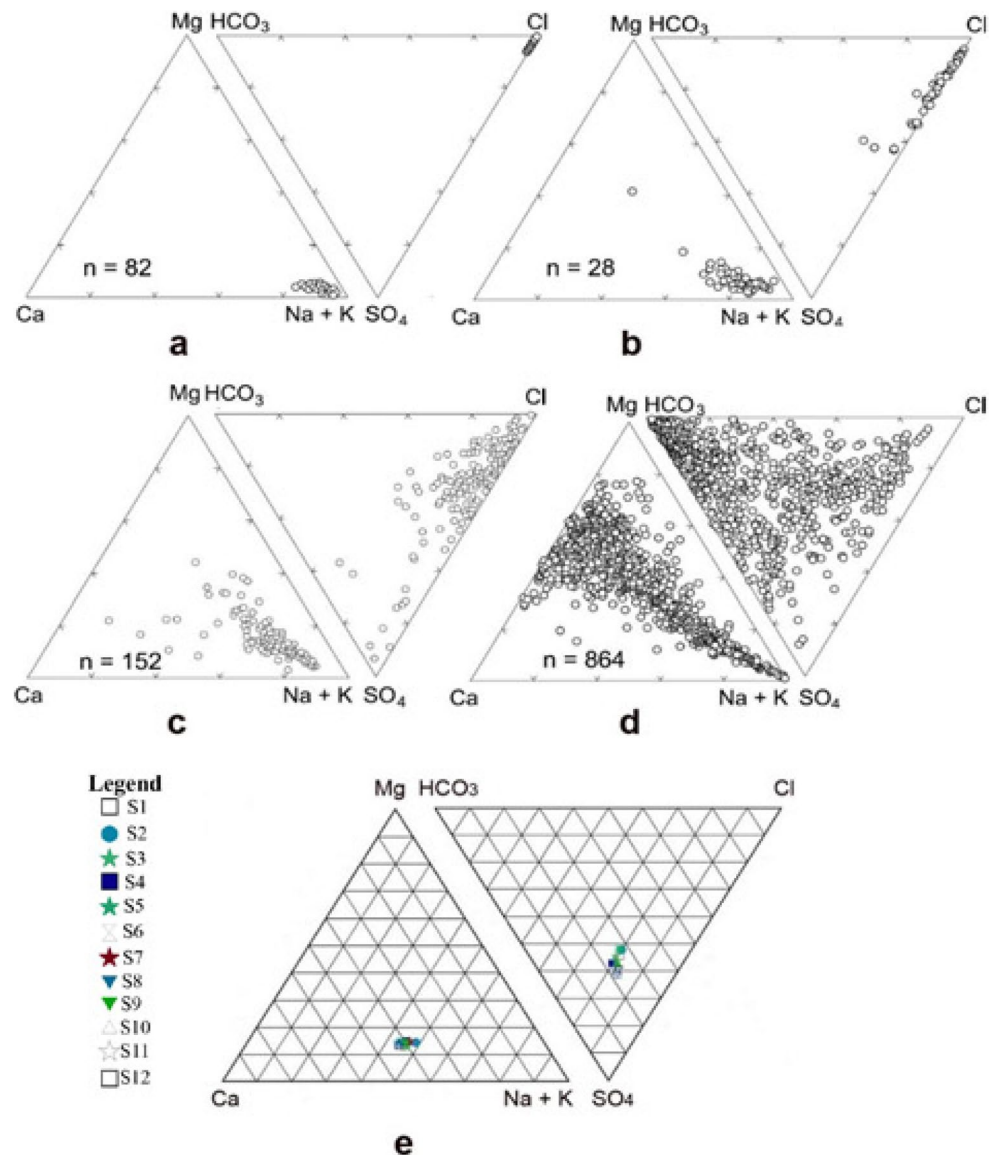 Mg HCO₃ Cl
n = 82
Ca Na + K SO₄
a
Mg HCO₃ Cl
n = 28
Ca Na + K SO₄
b
Mg HCO₃ Cl
n = 152
Ca Na + K SO₄
c
Mg HCO₃ Cl
n = 864
Ca Na + K SO₄
d
Legend
S1
S2
S3
S4
S5
S6
S7
S8
S9
S10
S11
S12
Mg HCO3 Cl
Ca Na + K SO4
e